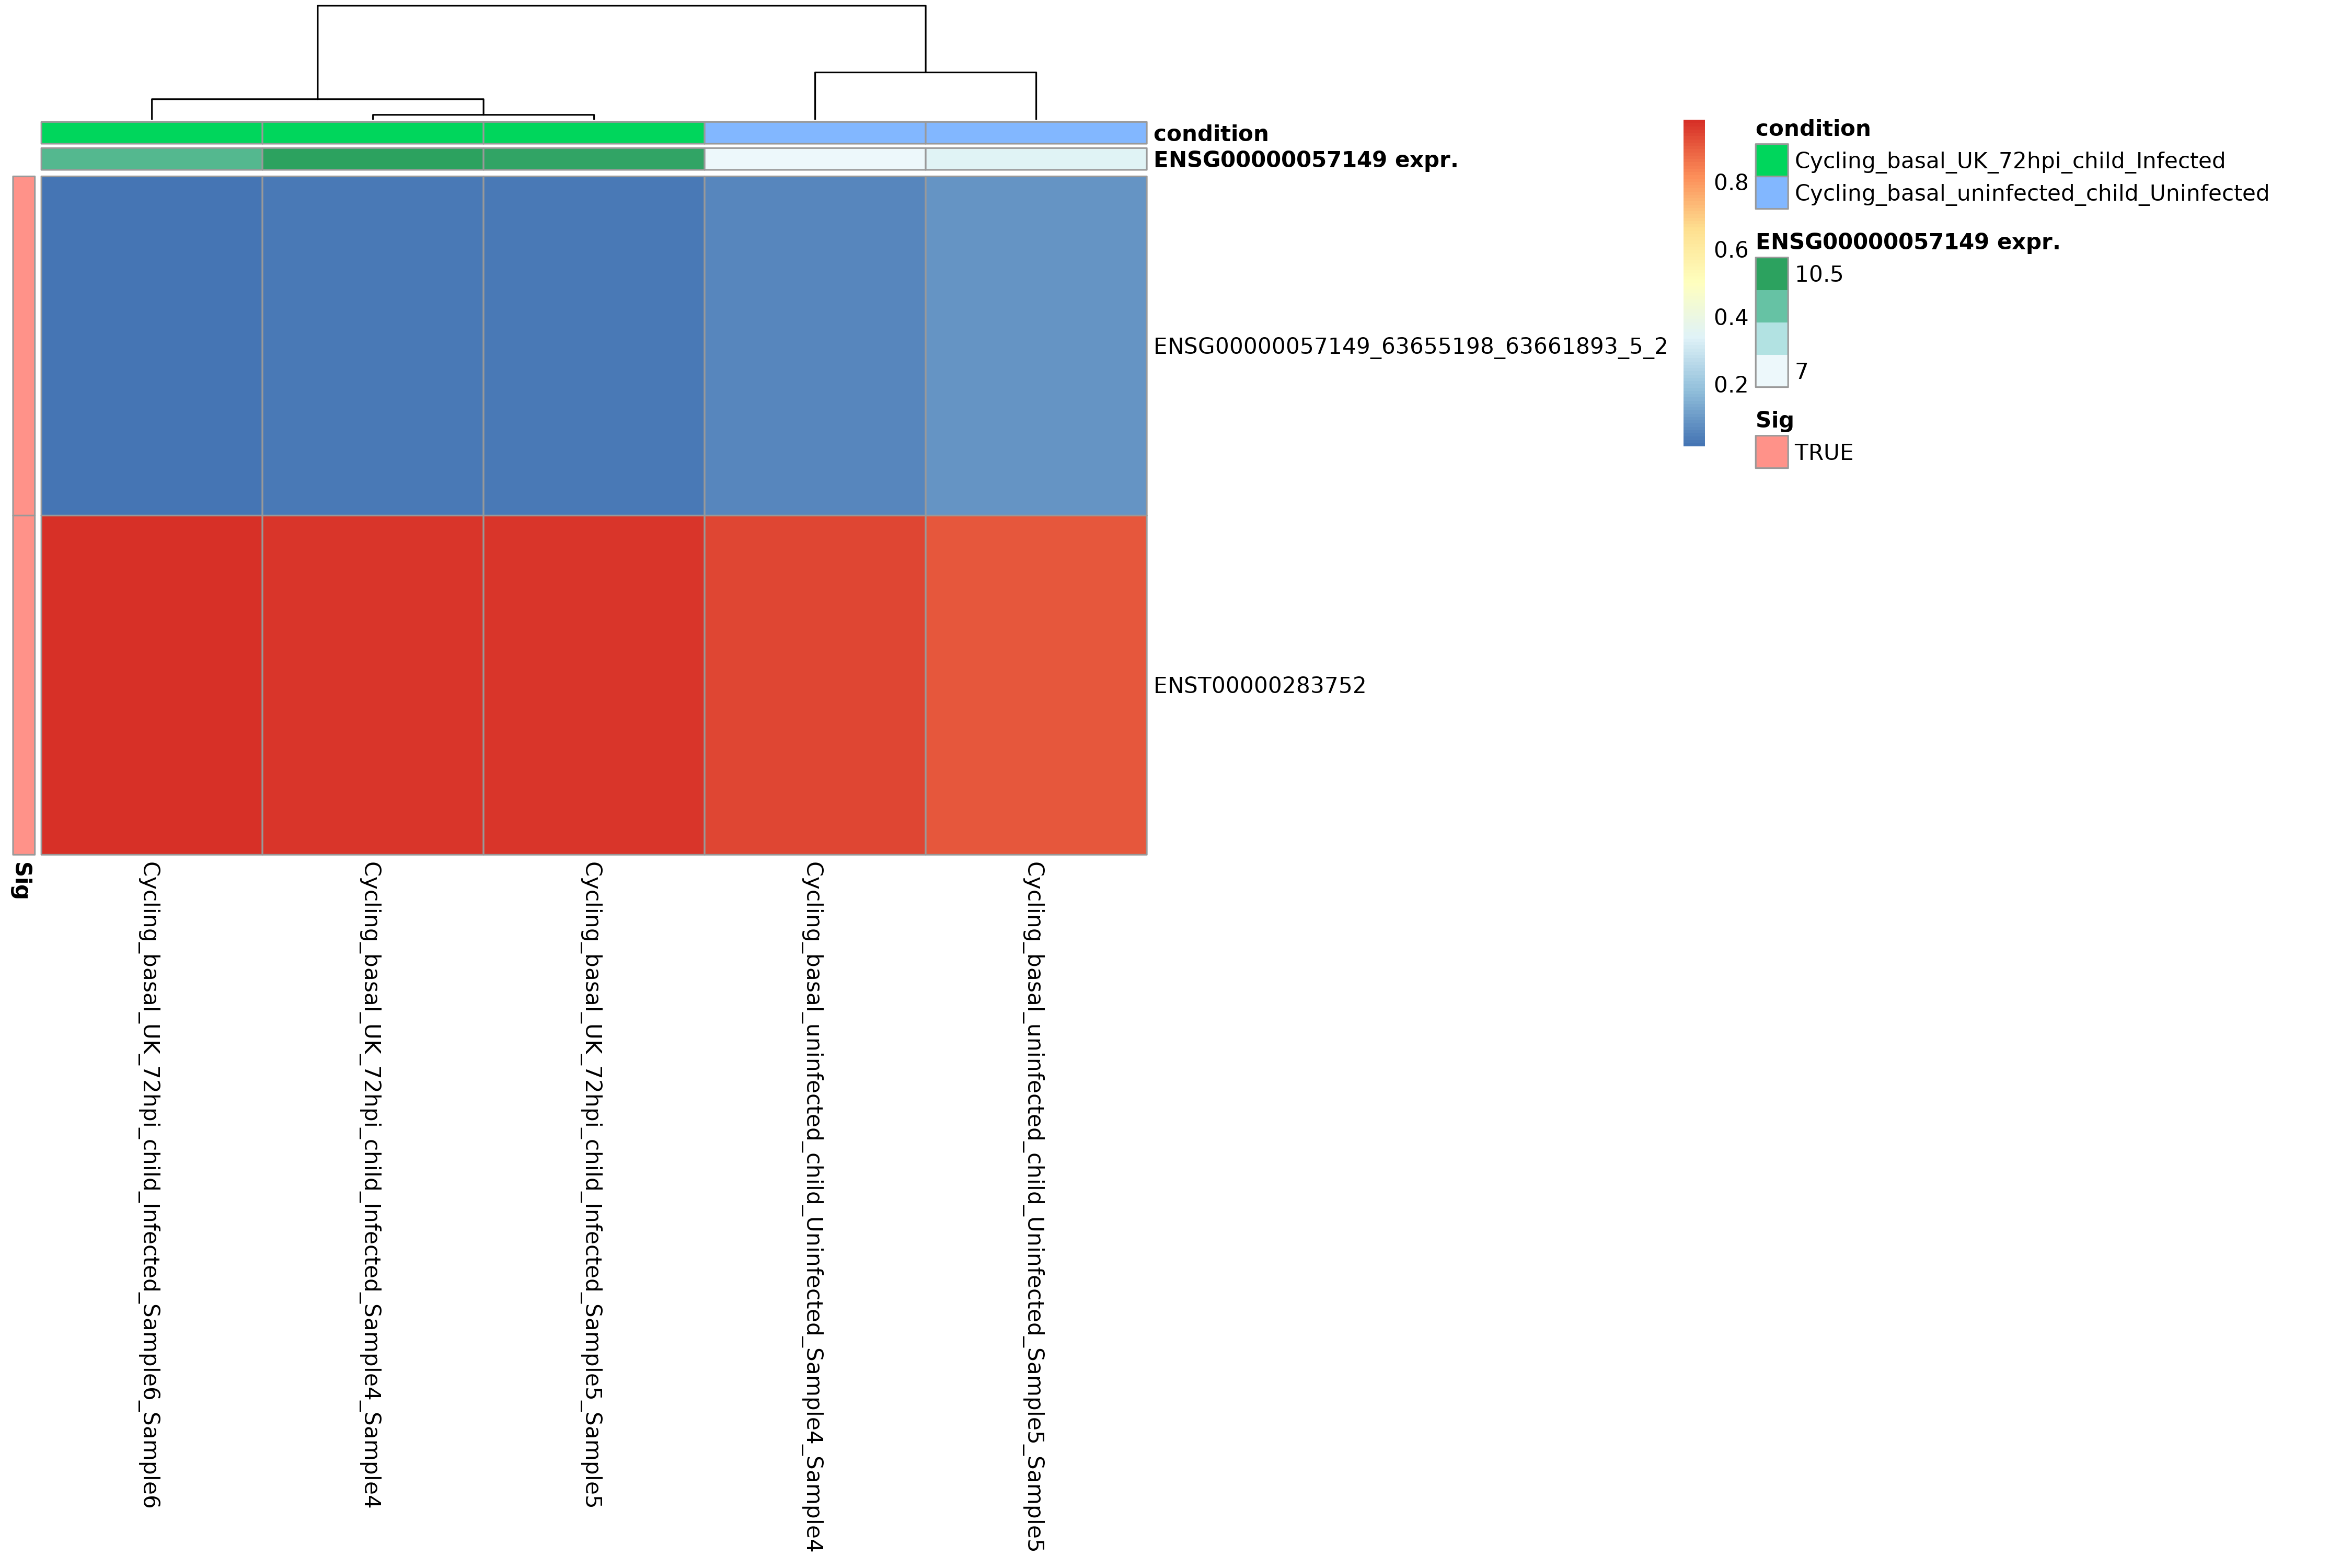 condition
ENSG00000057149 expr.
ENSG00000057149_63655198_63661893_5_2
ENST00000283752
Sig
Cycling_basal_UK_72hpi_child_Infected_Sample6_Sample6
Cycling_basal_UK_72hpi_child_Infected_Sample4_Sample4
Cycling_basal_UK_72hpi_child_Infected_Sample5_Sample5
Cycling_basal_uninfected_child_Uninfected_Sample4_Sample4
Cycling_basal_uninfected_child_Uninfected_Sample5_Sample5
0.8
0.6
0.4
0.2
condition
Cycling_basal_UK_72hpi_child_Infected
Cycling_basal_uninfected_child_Uninfected
ENSG00000057149 expr.
10.5
7
Sig
TRUE